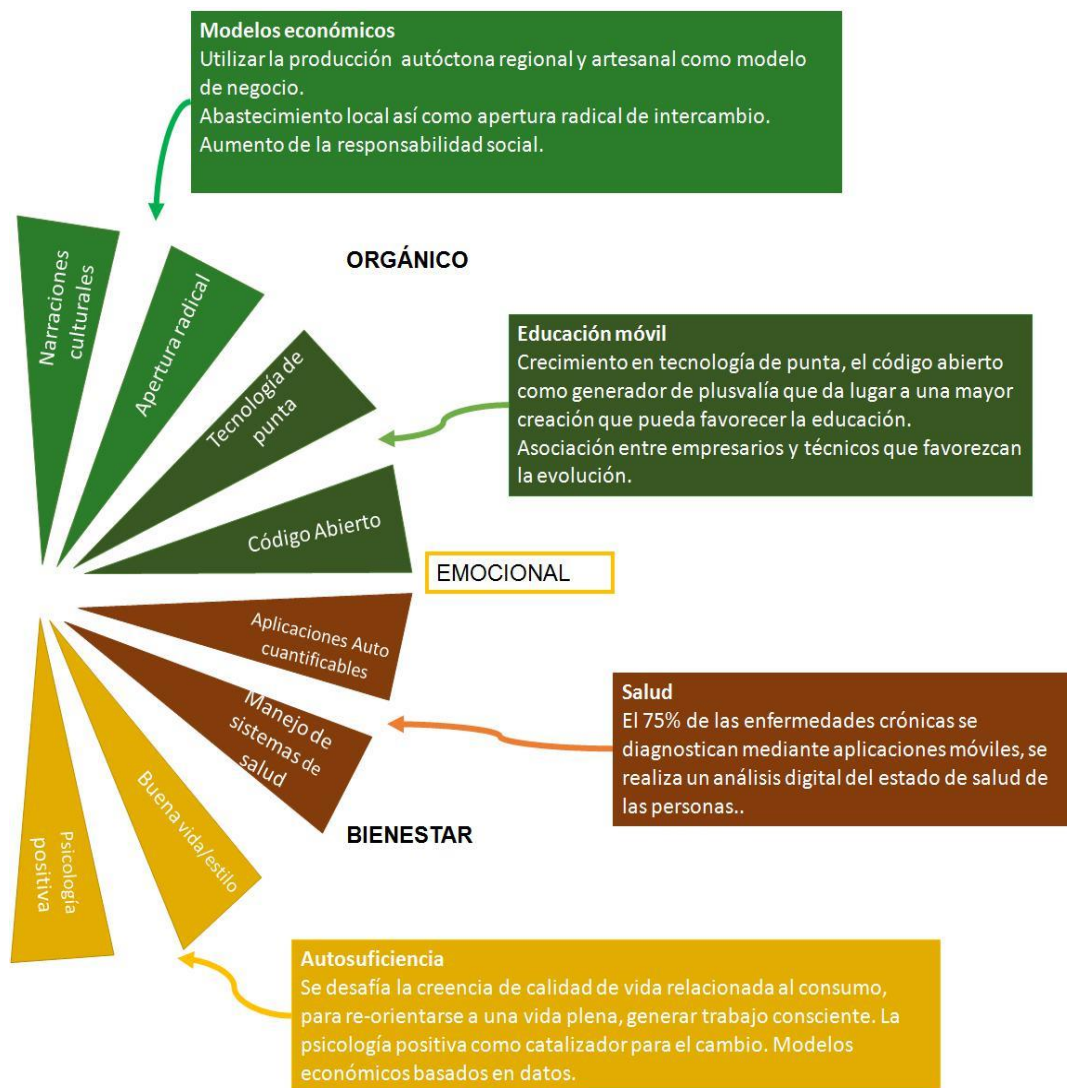 Modelos económicos
Utilizar la producción autóctona regional y artesanal como modelo
de negocio.
Abastecimiento local así como apertura radical de intercambio.
Aumento de la responsabilidad social.
Narraciones
culturales
Apertura radical
ORGÁNICO
Tecnología de
punta
Educación móvil
Crecimiento en tecnología de punta, el código abierto
como generador de plusvalía que da lugar a una mayor
creación que pueda favorecer la educación.
Asociación entre empresarios y técnicos que favorezcan
la evolución.
Código Abierto
EMOCIONAL
Aplicaciones Auto
cuantificables
Manejo de
sistemas de
salud
Salud
El 75% de las enfermedades crónicas se
diagnostican mediante aplicaciones móviles, se
realiza un análisis digital del estado de salud de
las personas..
BIENESTAR
Buena vida/estilo
Psicología
positiva
Autosuficiencia
Se desafía la creencia de calidad de vida relacionada al consumo,
para re-orientarse a una vida plena, generar trabajo consciente. La
psicología positiva como catalizador para el cambio. Modelos
económicos basados en datos.